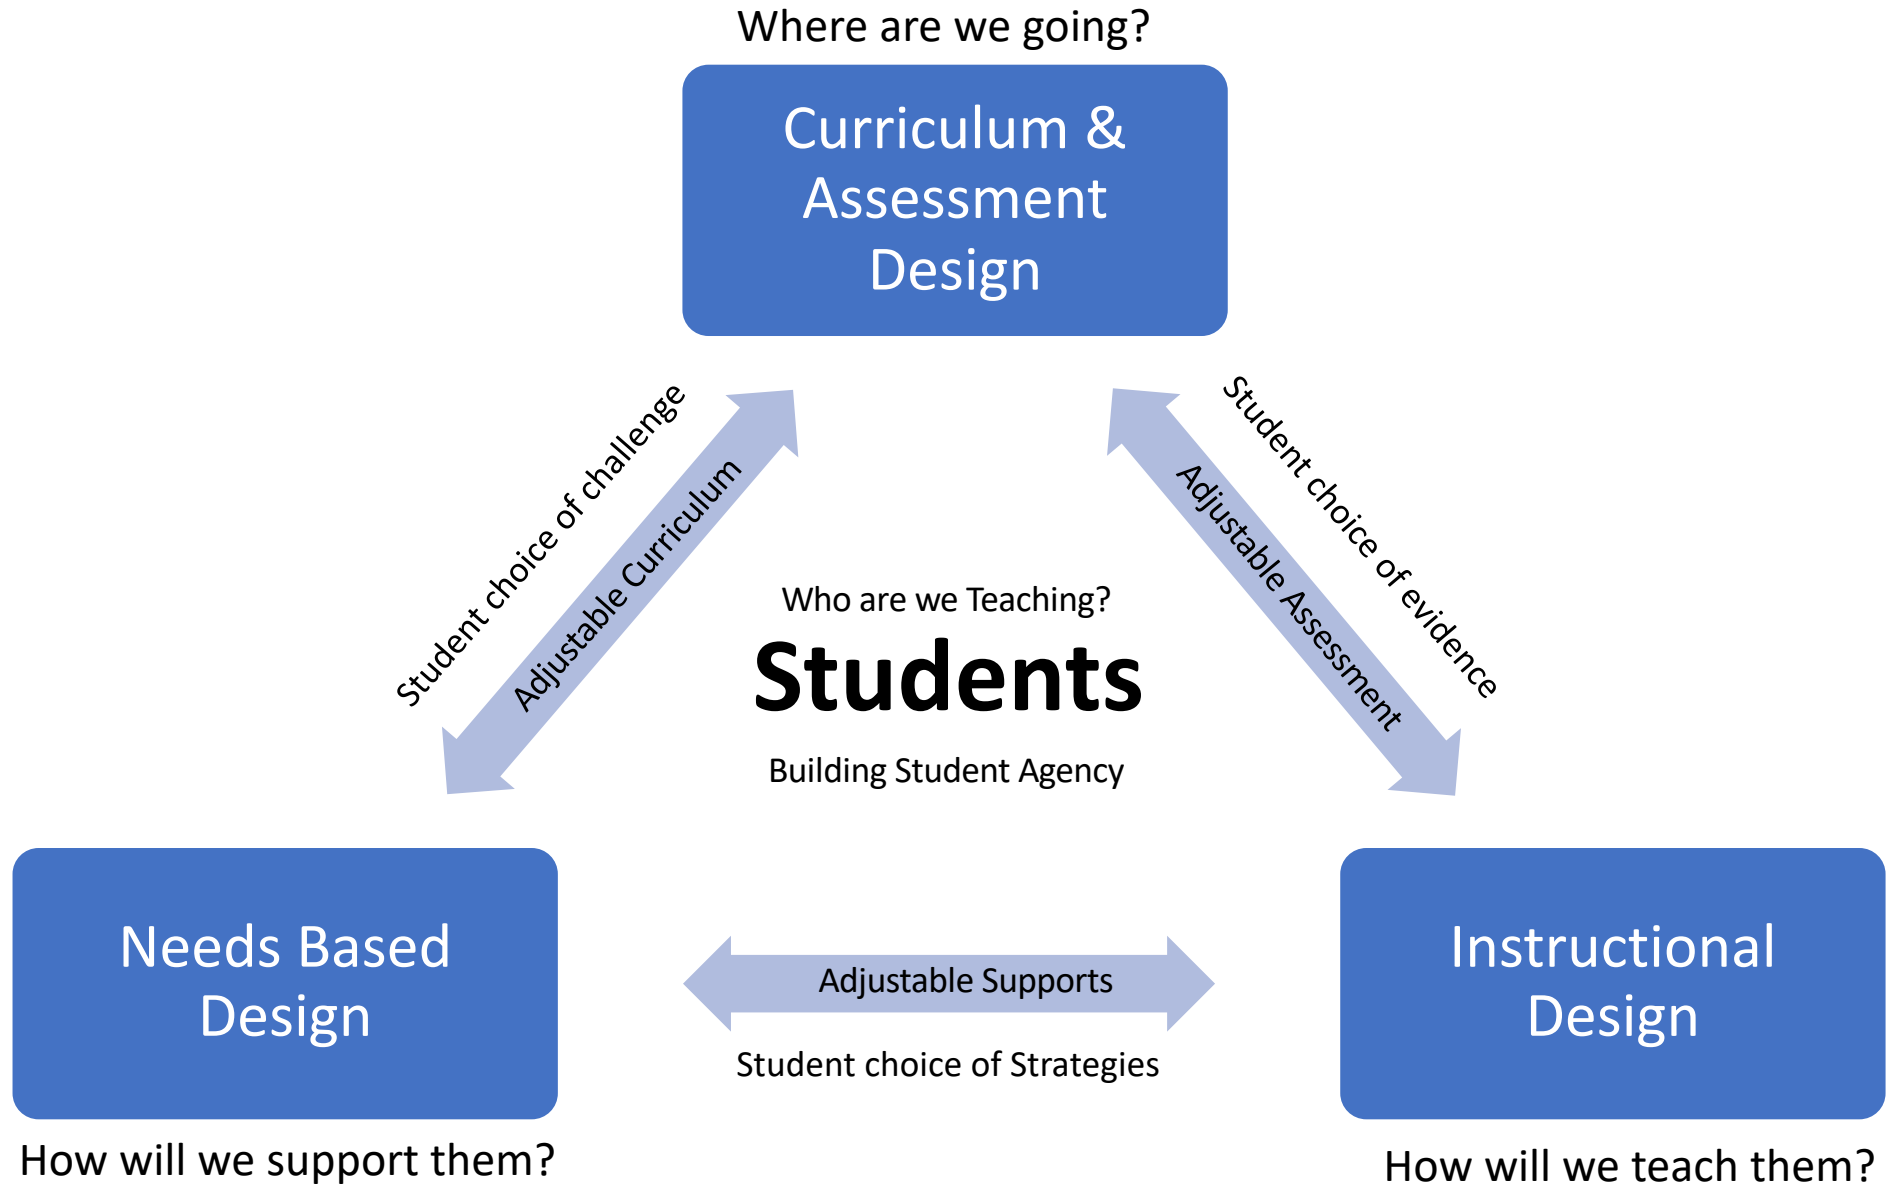 Where are we going?
Curriculum &
Assessment
Design
Student choice of challenge
Adjustable Curriculum
Adjustable Assessment
Student choice of evidence
Who are we Teaching?
Students
Building Student Agency
Needs Based
Design
Adjustable Supports
Student choice of Strategies
Instructional
Design
How will we support them?
How will we teach them?